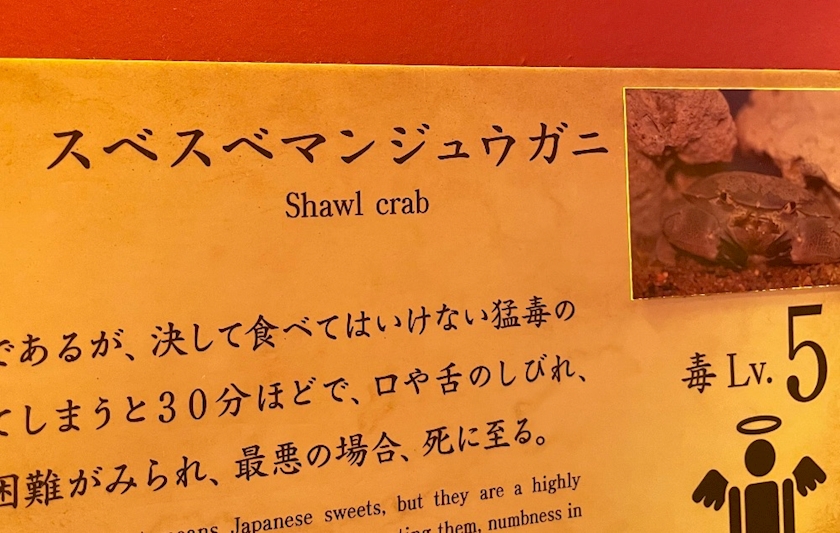 スベスベマンジュウガニ
Shawl crab
であるが、決して食べてはいけない猛毒の
てしまうと30分ほどで、口や舌のしびれ、
困難がみられ、最悪の場合、死に至る。
毒 Lv. 5
Japanese sweets, but they are a highly
them, numbness in